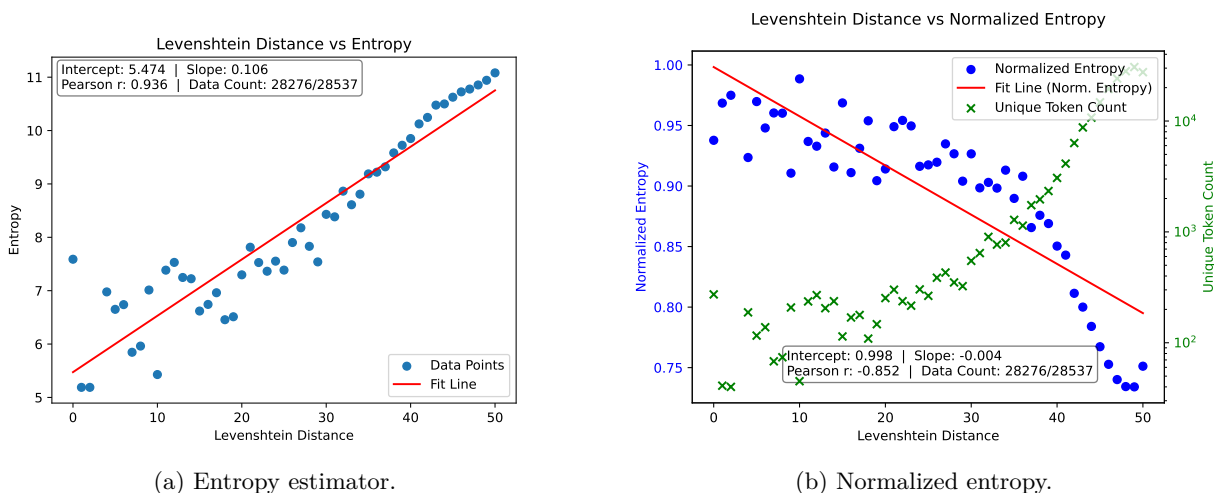 Levenshtein Distance vs Entropy
Intercept: 5.474 | Slope: 0.106
Pearson r: 0.936 | Data Count: 28276/28537
11
10
9
8
7
6
5
Entropy
Data Points
Fit Line
0
10
20
30
40
50
Levenshtein Distance
(a) Entropy estimator.
Levenshtein Distance vs Normalized Entropy
Normalized Entropy
Fit Line (Norm. Entropy)
Unique Token Count
1.00
0.95
0.90
0.85
0.80
0.75
Normalized Entropy
10⁴
10³
10²
Unique Token Count
Intercept: 0.998 | Slope: -0.004
Pearson r: -0.852 | Data Count: 28276/28537
0
10
20
30
40
50
Levenshtein Distance
(b) Normalized entropy.